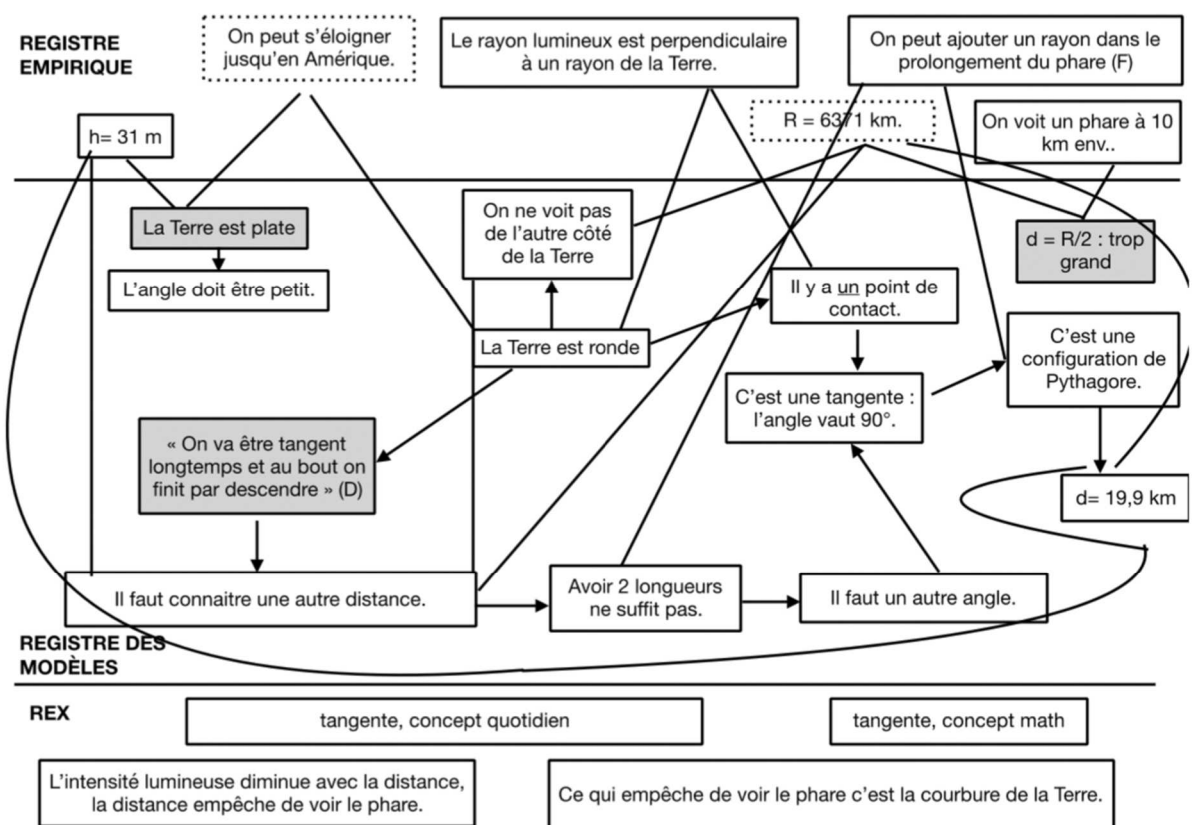 REGISTRE
EMPIRIQUE
On peut s'éloigner
jusqu'en Amérique.
Le rayon lumineux est perpendiculaire
à un rayon de la Terre.
On peut ajouter un rayon dans le
prolongement du phare (F)
h= 31 m
R = 6371 km.
On voit un phare à 10
km env..
La Terre est plate
L'angle doit être petit.
On ne voit pas
de l'autre côté
de la Terre
La Terre est ronde
Il y a un point de
contact.
d = R/2 : trop
grand
C'est une
configuration de
Pythagore.
C'est une tangente :
l'angle vaut 90°.
« On va être tangent
longtemps et au bout on
finit par descendre » (D)
d= 19,9 km
Il faut connaitre une autre distance.
Avoir 2 longueurs
ne suffit pas.
Il faut un autre angle.
REGISTRE DES
MODÈLES
REX
tangente, concept quotidien
tangente, concept math
L'intensité lumineuse diminue avec la distance,
la distance empêche de voir le phare.
Ce qui empêche de voir le phare c'est la courbure de la Terre.